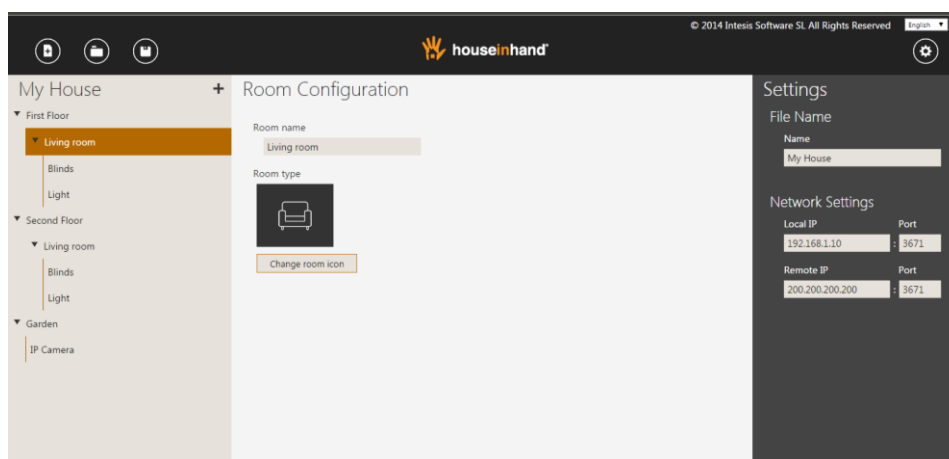 © 2014 Intesis Software SL All Rights Reserved
English
houseinhand
My House
+
First Floor
Living room
Blinds
Light
Second Floor
Living room
Blinds
Light
Garden
IP Camera
Room Configuration
Room name
Living room
Room type
Change room icon
Settings
File Name
Name
My House
Network Settings
Local IP Port
192.168.1.10 : 3671
Remote IP Port
200.200.200.200 : 3671